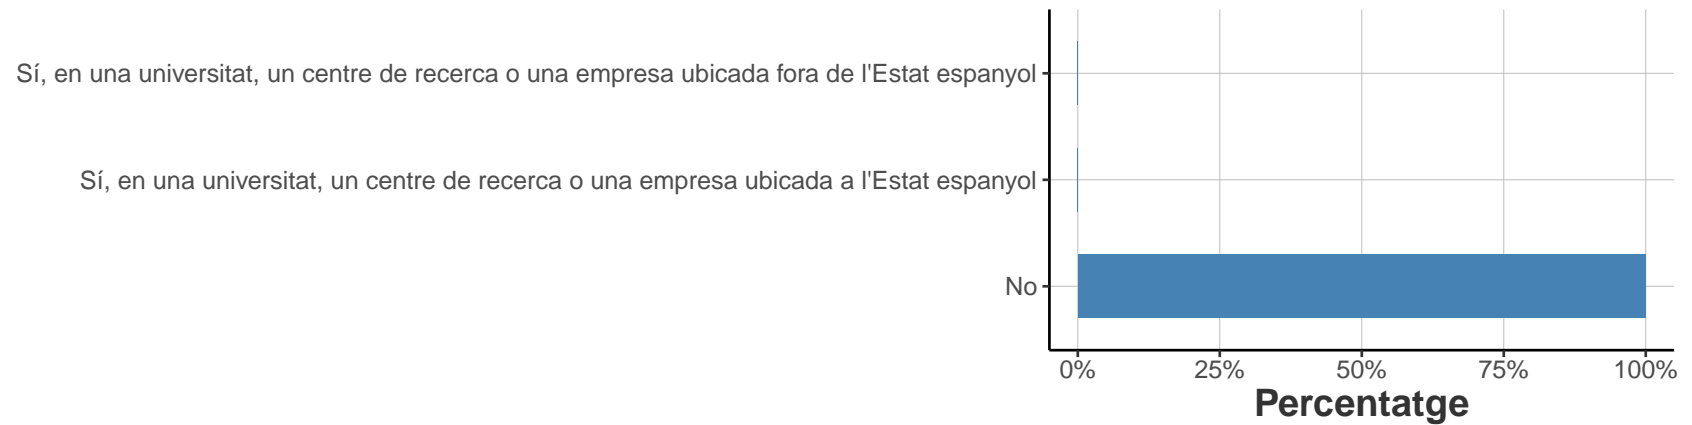 Sí, en una universitat, un centre de recerca o una empresa ubicada fora de l'Estat espanyol
Sí, en una universitat, un centre de recerca o una empresa ubicada a l'Estat espanyol
No
0% 25% 50% 75% 100%
Percentatge